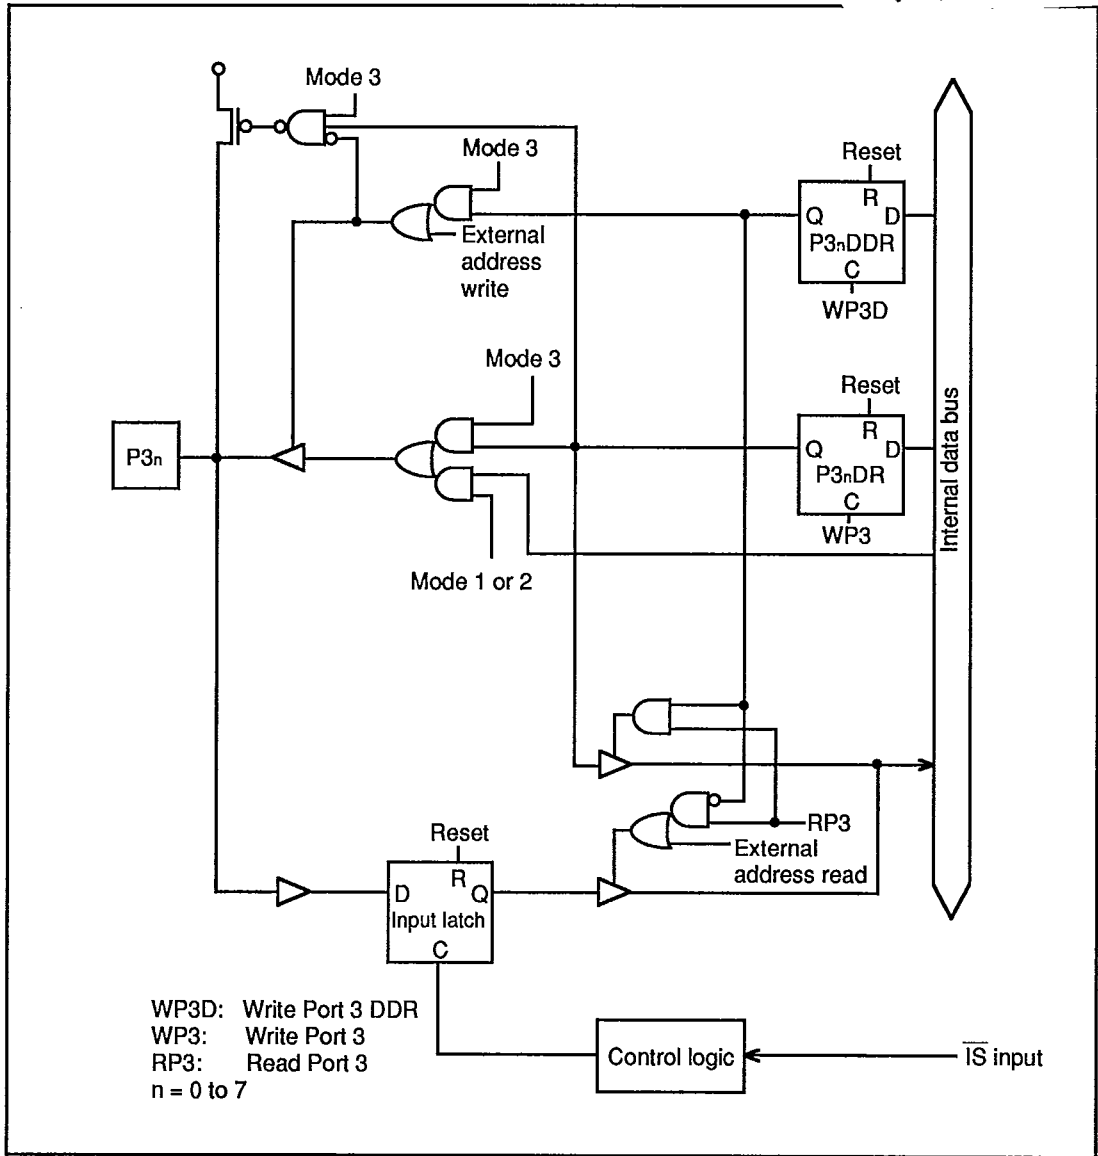 Mode 3
Mode 3
Reset
R
Q D
P3nDDR
C
WP3D
External
address
write
Mode 3
Reset
R
Q D
P3nDR
C
WP3
P3n
Internal data bus
Mode 1 or 2
RP3
External
address read
Reset
R
D Q
Input latch
C
WP3D: Write Port 3 DDR
WP3: Write Port 3
RP3: Read Port 3
n = 0 to 7
Control logic
IS input